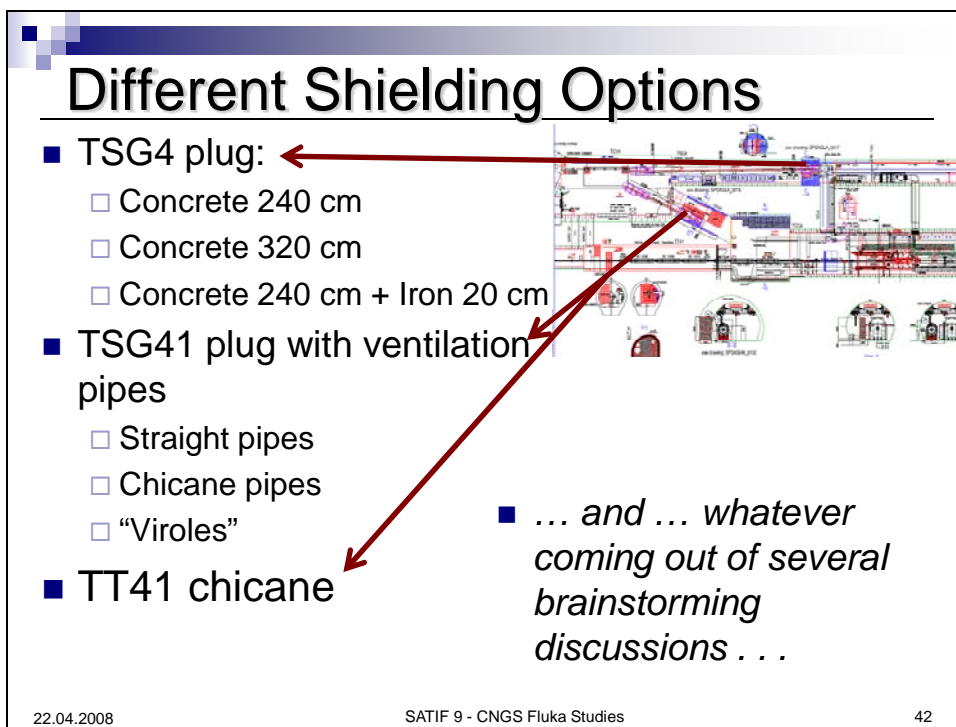 Different Shielding Options
TSG4 plug:
Concrete 240 cm
Concrete 320 cm
Concrete 240 cm + Iron 20 cm
TSG41 plug with ventilation
pipes
Straight pipes
Chicane pipes
“Viroles”
TT41 chicane
… and … whatever
coming out of several
brainstorming
discussions . . .
22.04.2008
SATIF 9 - CNGS Fluka Studies
42